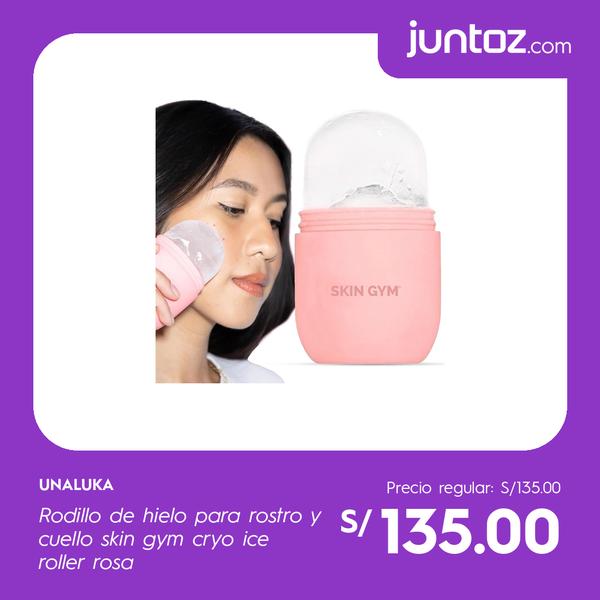 juntoz.com
SKIN GYM
UNALUKA
Rodillo de hielo para rostro y
cuello skin gym cryo ice
roller rosa
Precio regular: S/135.00
S/135.00